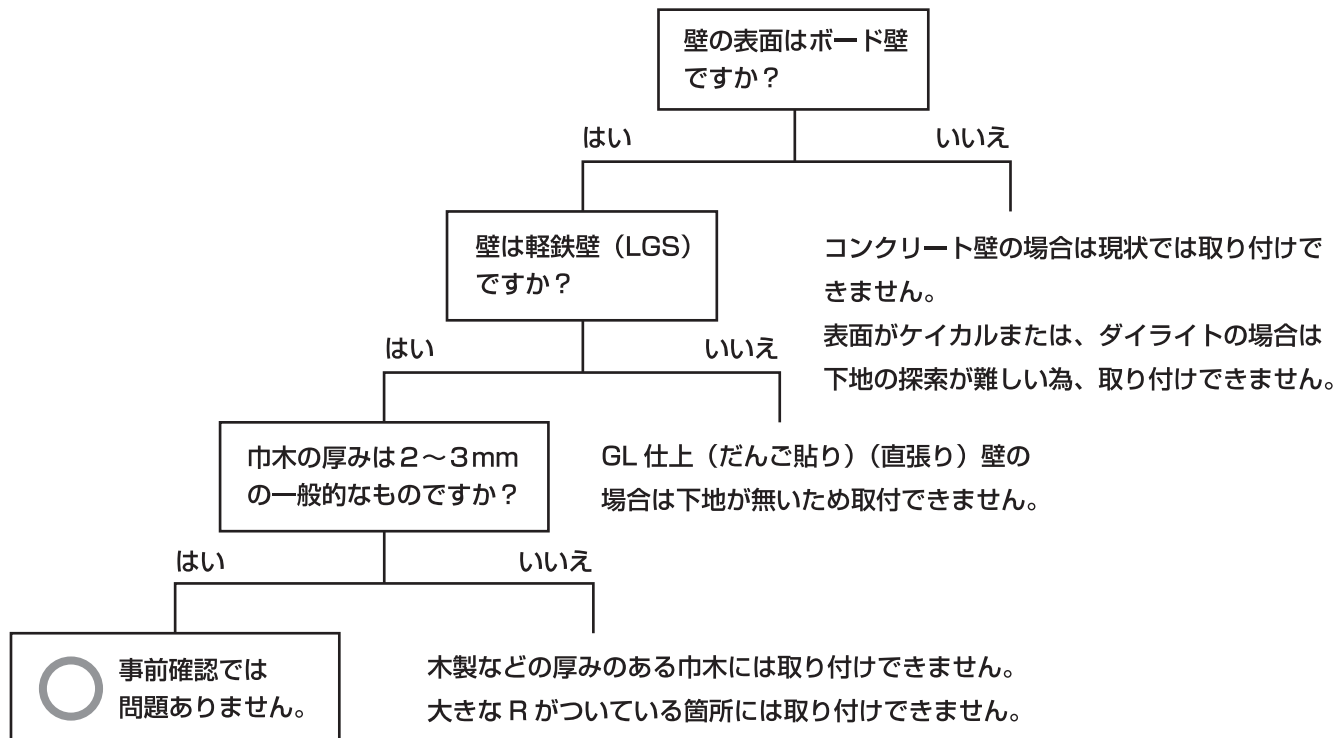 壁の表面はボード壁
ですか？
はい
いいえ
壁は軽鉄壁（LGS）
ですか？
コンクリート壁の場合は現状では取り付けで
きません。
表面がケイカルまたは、ダイライトの場合は
下地の探索が難しい為、取り付けできません。
はい
いいえ
巾木の厚みは２～３mm
の一般的なものですか？
GL 仕上（だんご貼り）（直張り）壁の
場合は下地が無いため取付できません。
はい
いいえ
事前確認では
問題ありません。
木製などの厚みのある巾木には取り付けできません。
大きな R がついている箇所には取り付けできません。